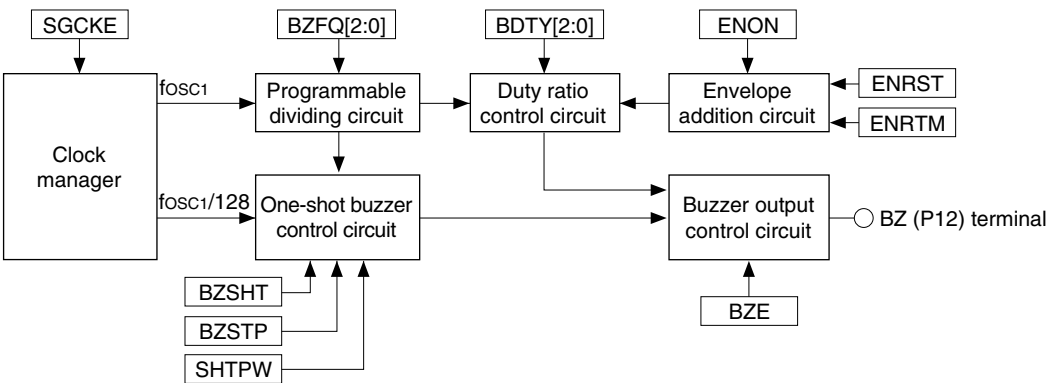 SGCKE
BZFQ[2:0]
BDTY[2:0]
ENON
fOSC1
Programmable
dividing circuit
Duty ratio
control circuit
Envelope
addition circuit
ENRST
ENRTM
Clock
manager
fOSC1/128
One-shot buzzer
control circuit
Buzzer output
control circuit
BZ (P12) terminal
BZSHT
BZSTP
SHTPW
BZE